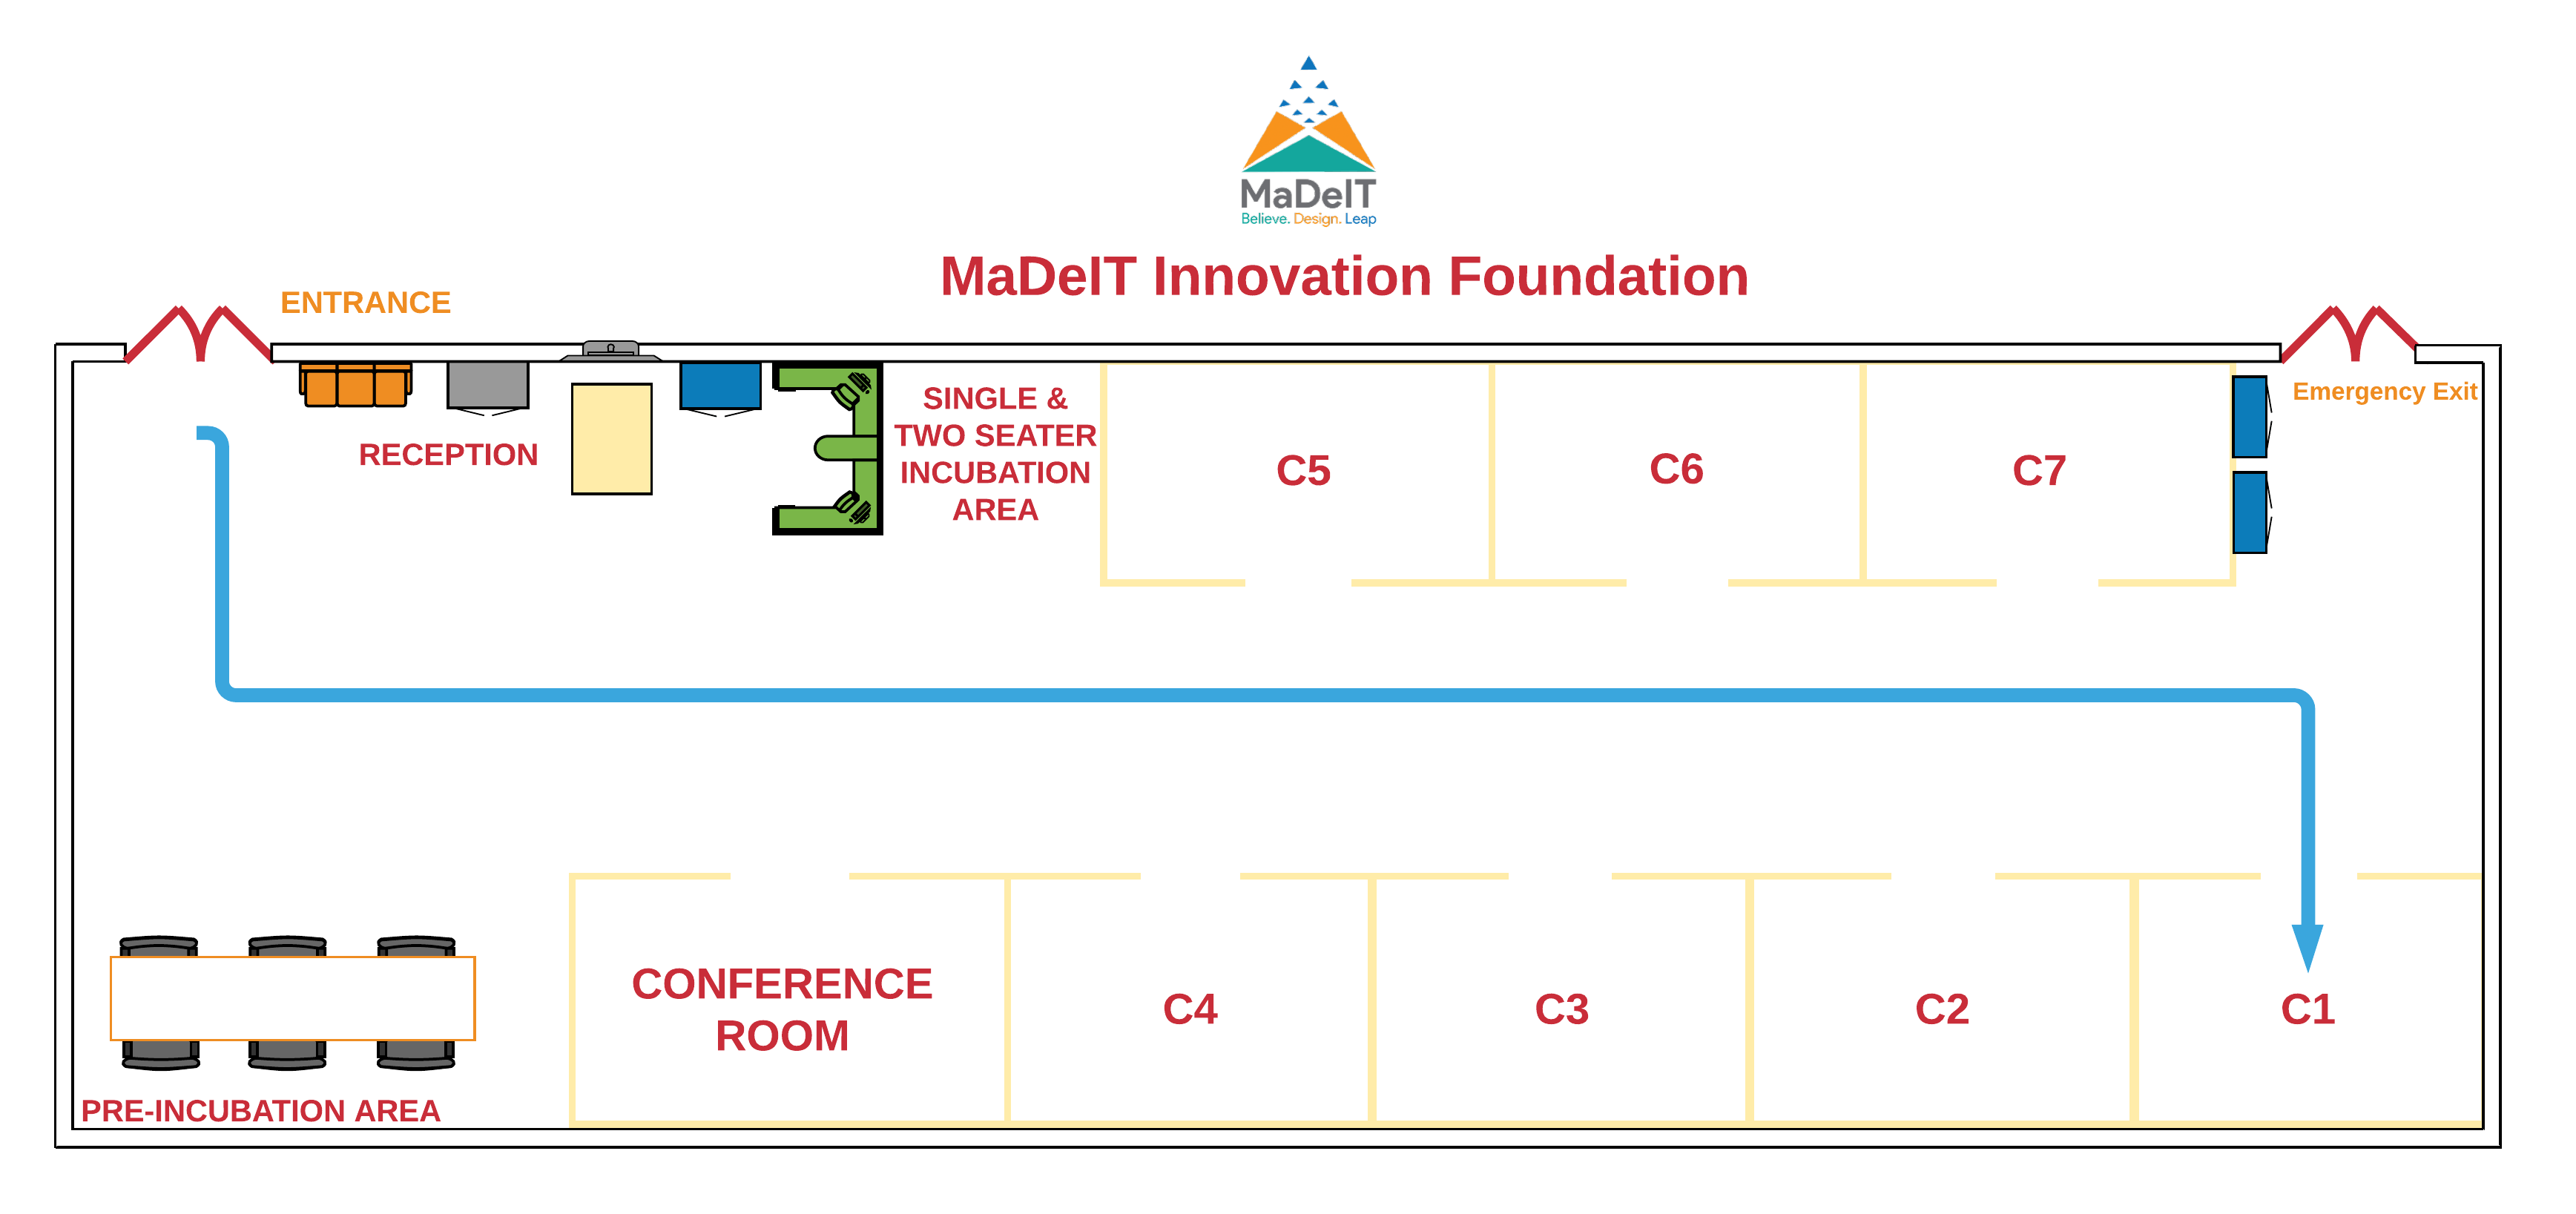 MaDeIT
Believe. Design. Leap
MaDeIT Innovation Foundation
ENTRANCE
Emergency Exit
RECEPTION
SINGLE &
TWO SEATER
INCUBATION
AREA
C5
C6
C7
CONFERENCE
ROOM
C4
C3
C2
C1
PRE-INCUBATION AREA